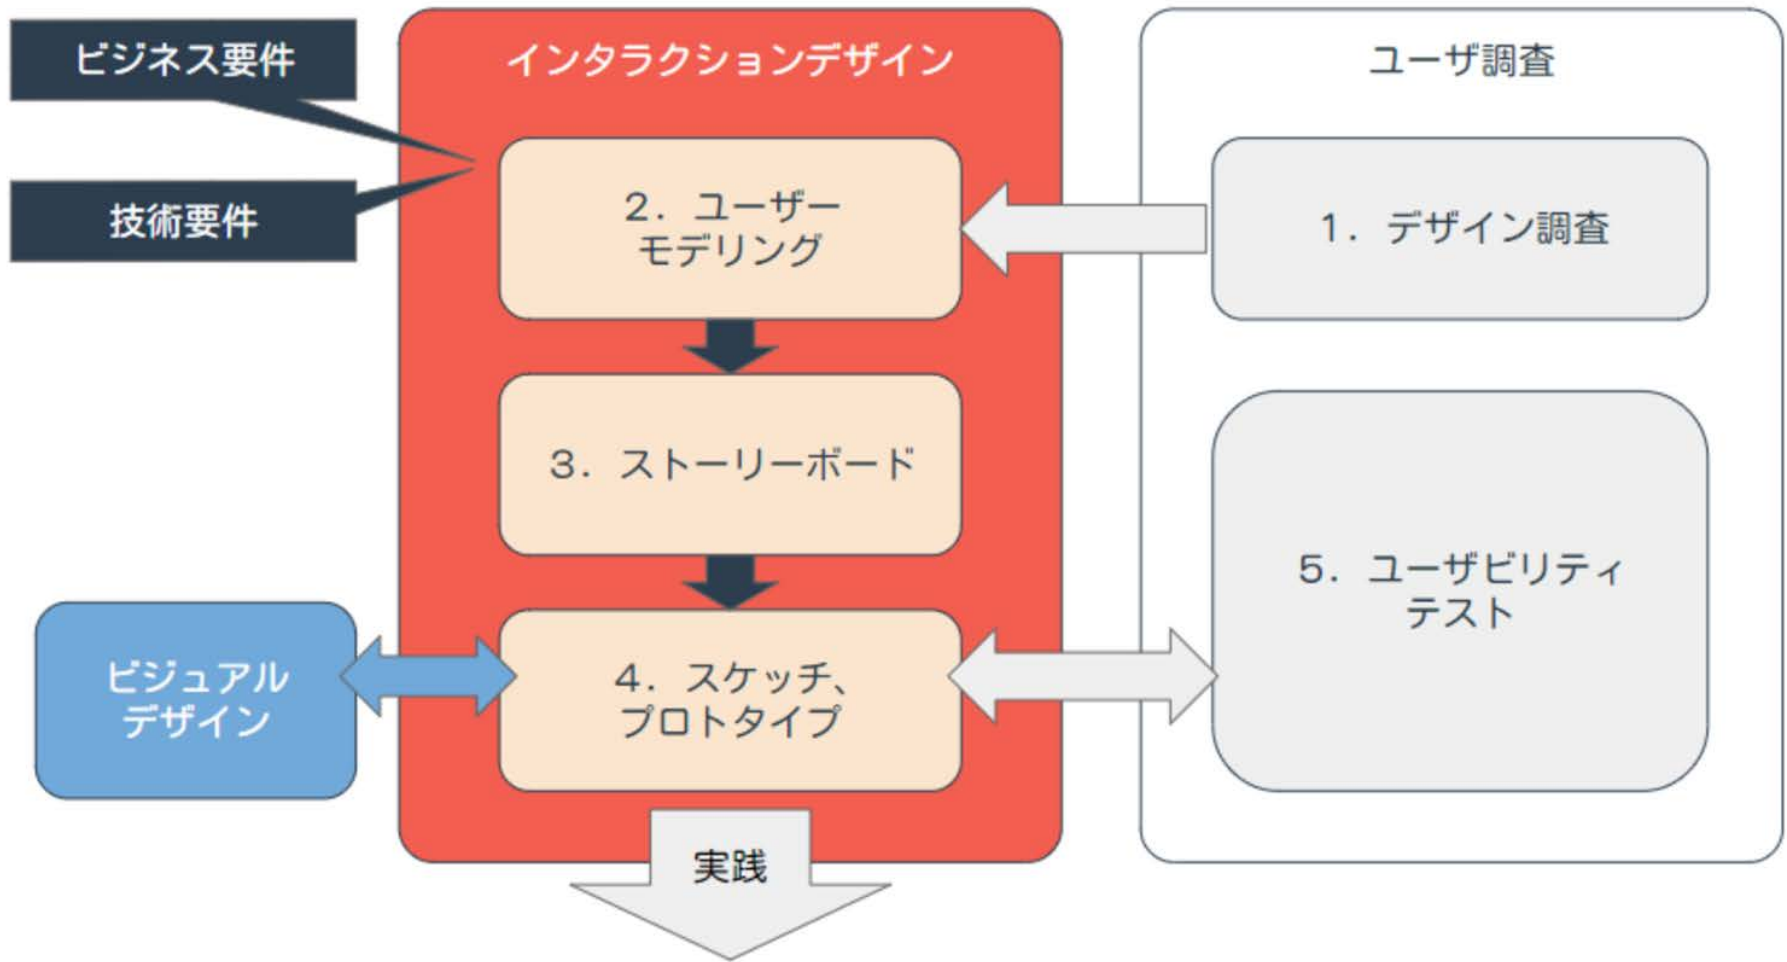 ビジネス要件
技術要件
インタラクションデザイン
2. ユーザー
モデリング
3. ストーリーボード
4. スケッチ、
プロトタイプ
ビジュアル
デザイン
実践
ユーザ調査
1. デザイン調査
5. ユーザビリティ
テスト